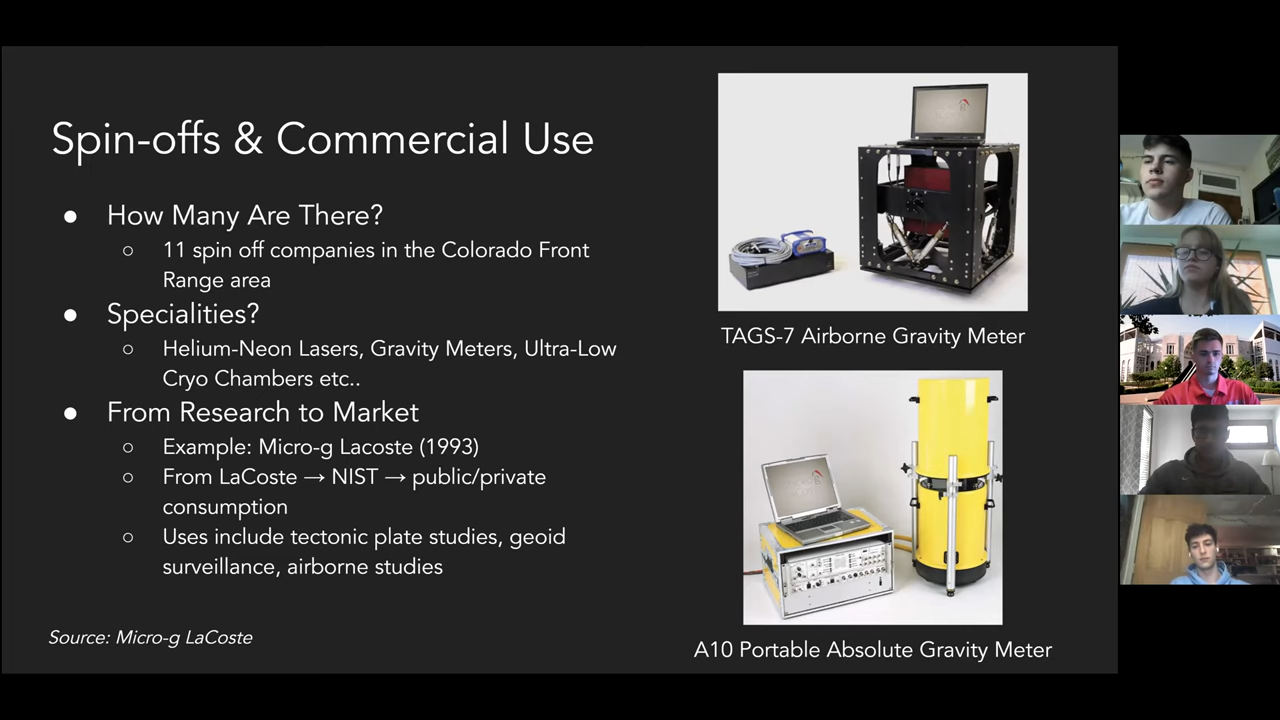 Spin-offs & Commercial Use
● How Many Are There?
○ 11 spin off companies in the Colorado Front
Range area
● Specialities?
○ Helium-Neon Lasers, Gravity Meters, Ultra-Low
Cryo Chambers etc..
● From Research to Market
○ Example: Micro-g Lacoste (1993)
○ From LaCoste → NIST → public/private
consumption
○ Uses include tectonic plate studies, geoid
surveillance, airborne studies
Source: Micro-g LaCoste
TAGS-7 Airborne Gravity Meter
A10 Portable Absolute Gravity Meter